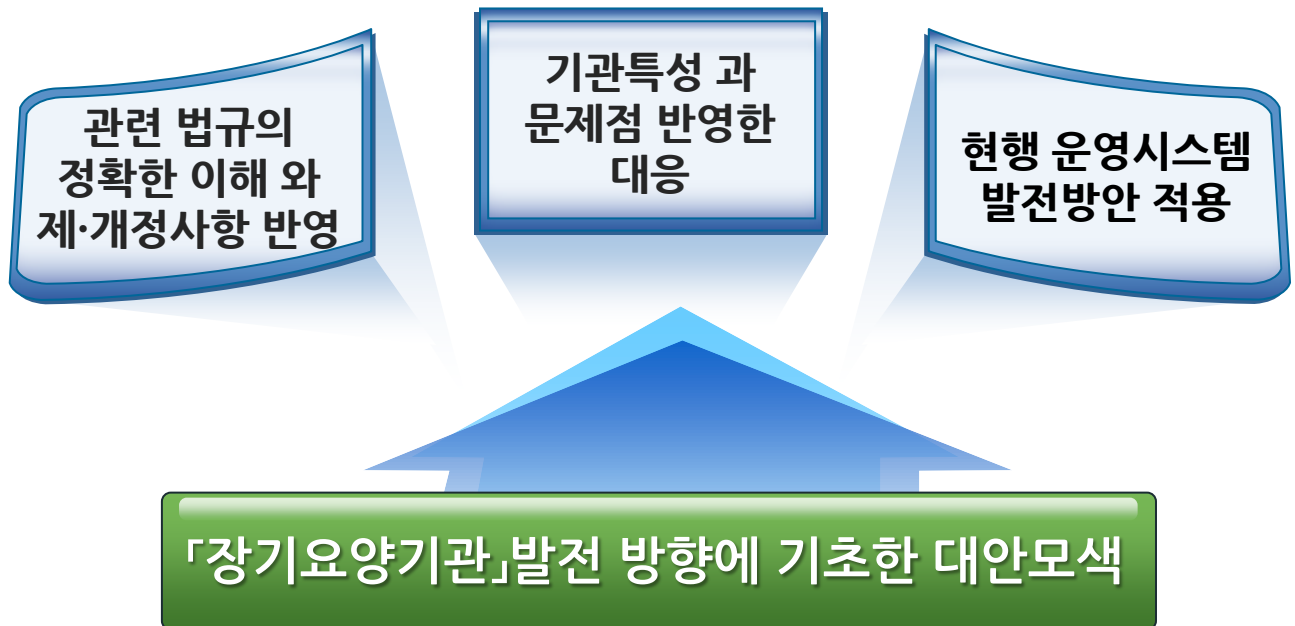 관련 법규의
정확한 이해 와
제·개정사항 반영
기관특성 과
문제점 반영한
대응
현행 운영시스템
발전방안 적용
「장기요양기관」발전 방향에 기초한 대안모색